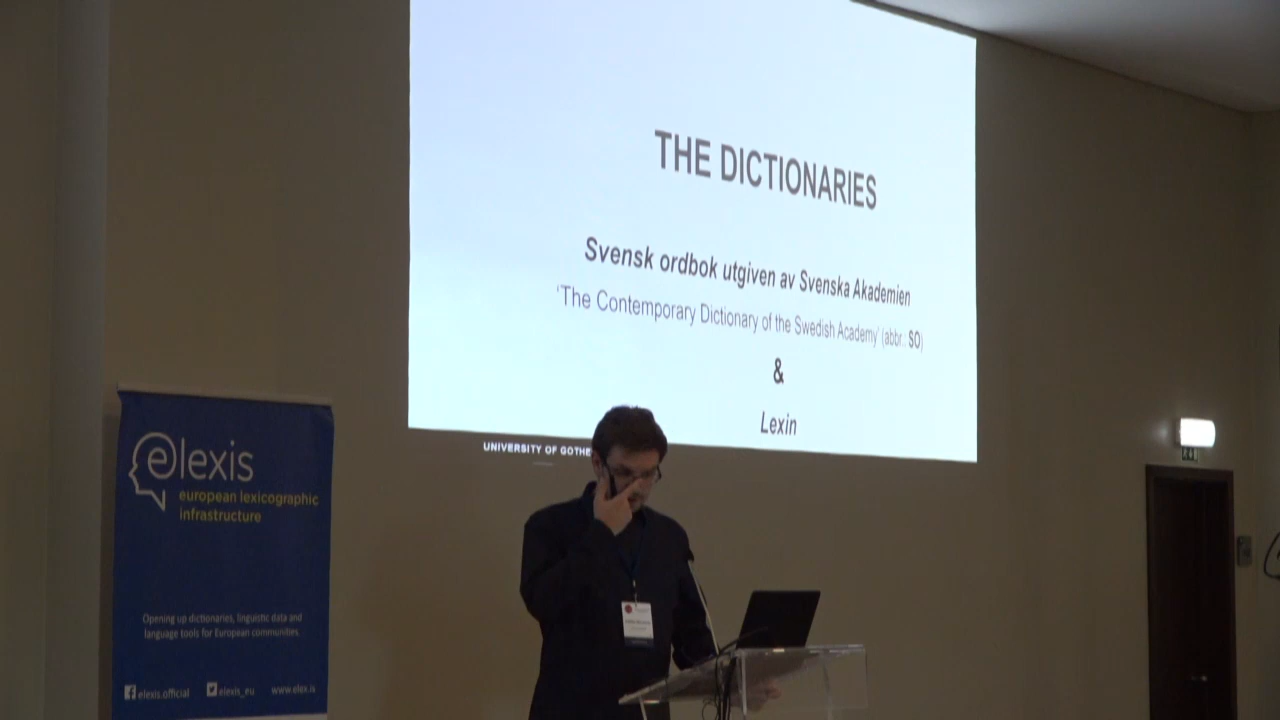 THE DICTIONARIES
Svensk ordbok utgiven av Svenska Akademien
‘The Contemporary Dictionary of the Swedish Academy’ (abbr.: SO)
&
Lexin
UNIVERSITY OF GOTHE
elexis
european lexicographic
infrastructure
Opening up dictionaries, linguistic data and
language tools for European communities.
elexis.official elexis_eu www.elex.is